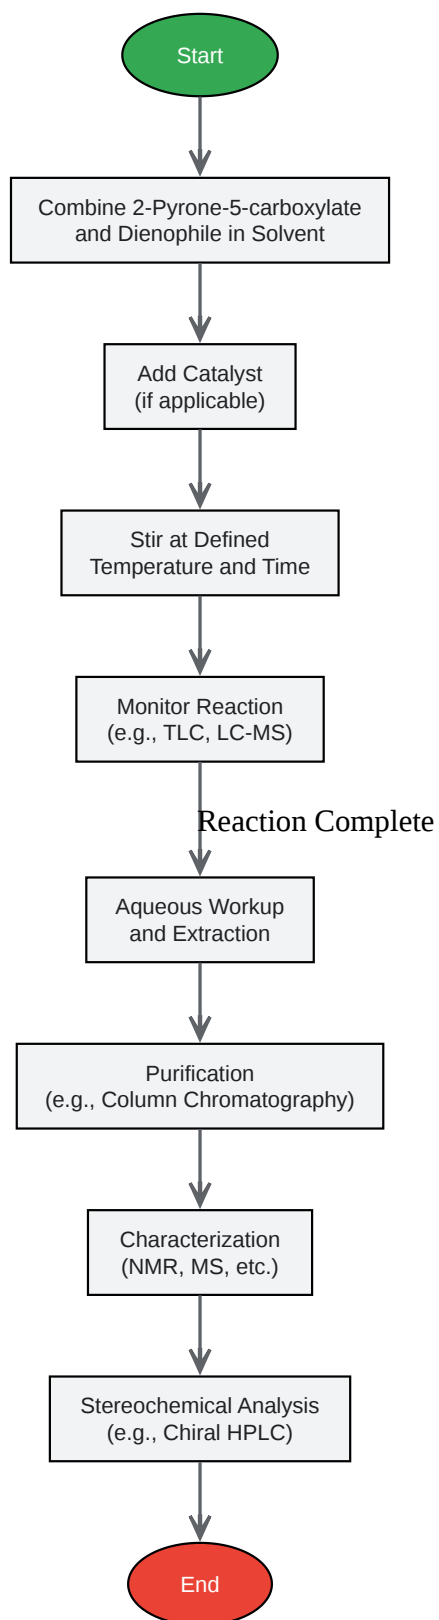 Start
Combine 2-Pyrone-5-carboxylate
and Dienophile in Solvent
Add Catalyst
(if applicable)
Stir at Defined
Temperature and Time
Monitor Reaction
(e.g., TLC, LC-MS)
Reaction Complete
Aqueous Workup
and Extraction
Purification
(e.g., Column Chromatography)
Characterization
(NMR, MS, etc.)
Stereochemical Analysis
(e.g., Chiral HPLC)
End